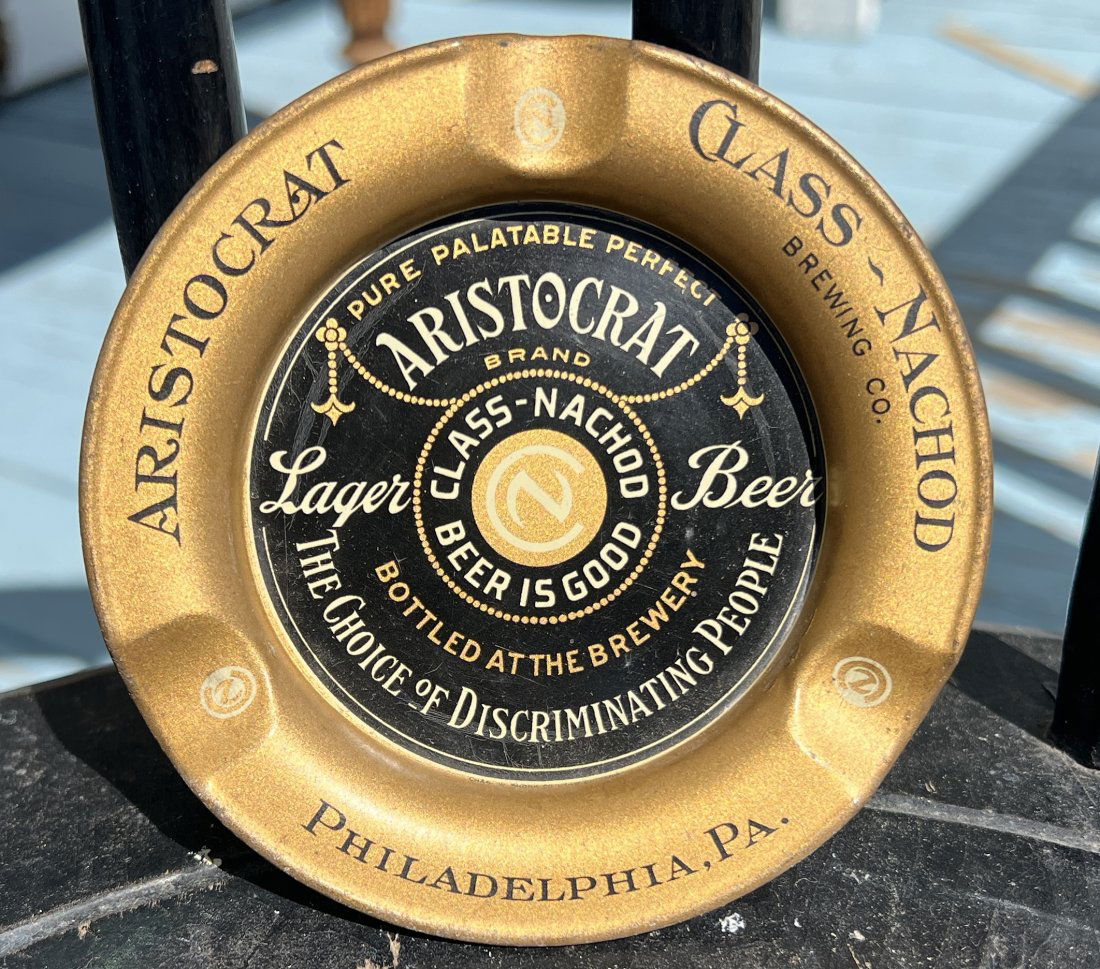 ARISTOCRAT
CLASS ~ NACHOD
BREWING CO.
PURE PALATABLE PERFECT
ARISTOCRAT
BRAND
CLASS-NACHOD
BEER IS GOOD
CN
Lager Beer
BOTTLED AT THE BREWERY
THE CHOICE OF DISCRIMINATING PEOPLE
PHILADELPHIA, PA.